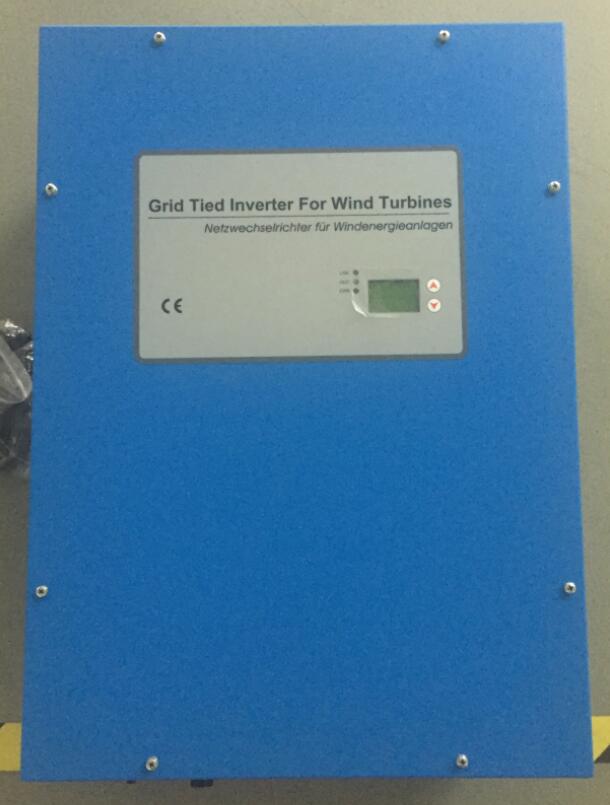 Grid Tied Inverter For Wind Turbines
Netzwechselrichter für Windenergieanlagen
CE